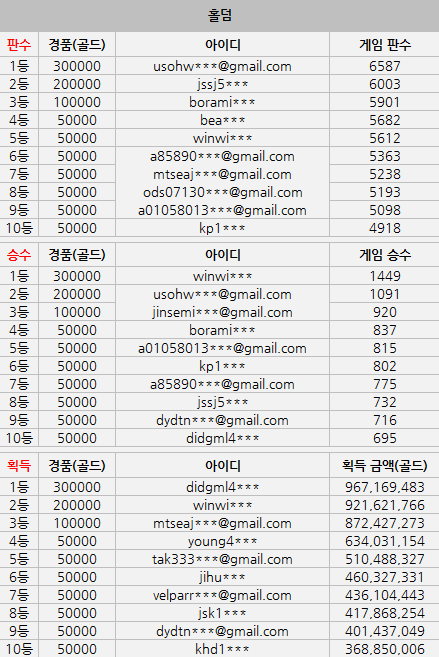 홀덤
판수 경품(골드) 아이디 게임 판수
1등 300000 usohw***@gmail.com 6587
2등 200000 jssj5*** 6003
3등 100000 borami*** 5901
4등 50000 bea*** 5682
5등 50000 winwi*** 5612
6등 50000 a85890***@gmail.com 5363
7등 50000 mtseaj***@gmail.com 5238
8등 50000 ods07130***@gmail.com 5193
9등 50000 a01058013***@gmail.com 5098
10등 50000 kp1*** 4918
승수 경품(골드) 아이디 게임 승수
1등 300000 winwi*** 1449
2등 200000 usohw***@gmail.com 1091
3등 100000 jinsemi***@gmail.com 920
4등 50000 borami*** 837
5등 50000 a01058013***@gmail.com 815
6등 50000 kp1*** 802
7등 50000 a85890***@gmail.com 775
8등 50000 jssj5*** 732
9등 50000 dydtn***@gmail.com 716
10등 50000 didgml4*** 695
획득 경품(골드) 아이디 획득 금액(골드)
1등 300000 didgml4*** 967,169,483
2등 200000 winwi*** 921,621,766
3등 100000 mtseaj***@gmail.com 872,427,273
4등 50000 young4*** 634,031,154
5등 50000 tak333***@gmail.com 510,488,327
6등 50000 jihu*** 460,327,331
7등 50000 velparr***@gmail.com 436,104,443
8등 50000 jsk1*** 417,868,254
9등 50000 dydtn***@gmail.com 401,437,049
10등 50000 khd1*** 368,850,006